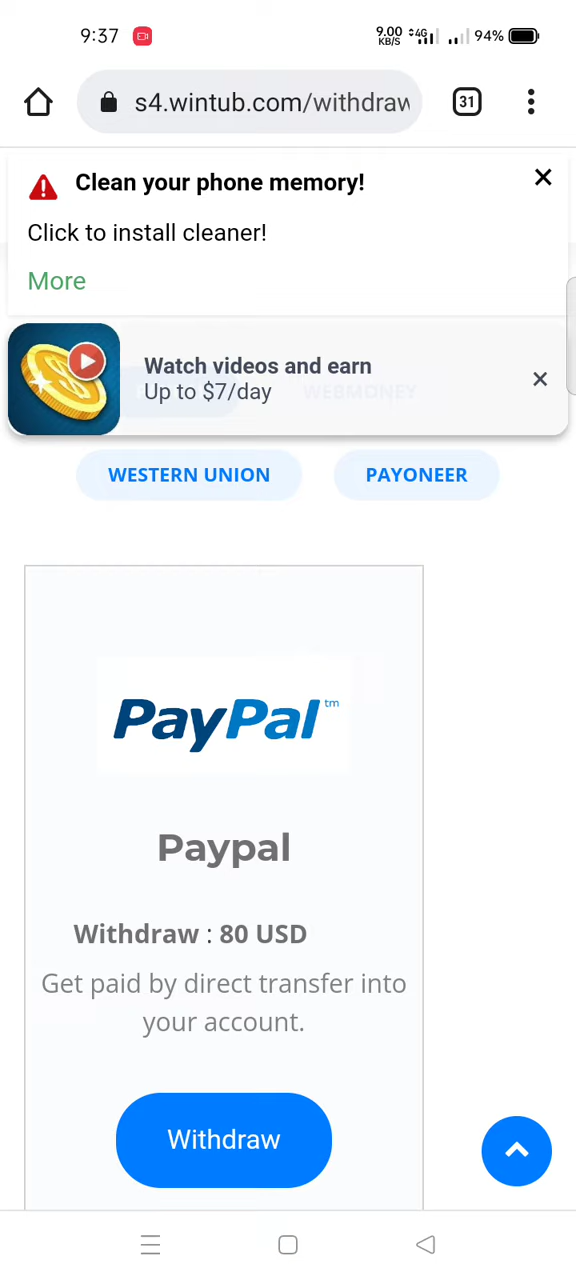 9:37
9.00 KB/S 4G 94%
s4.wintub.com/withdraw
31
Clean your phone memory!
Click to install cleaner!
More
Watch videos and earn
Up to $7/day
WEBMONEY
WESTERN UNION
PAYONEER
PayPal™
Paypal
Withdraw : 80 USD
Get paid by direct transfer into
your account.
Withdraw